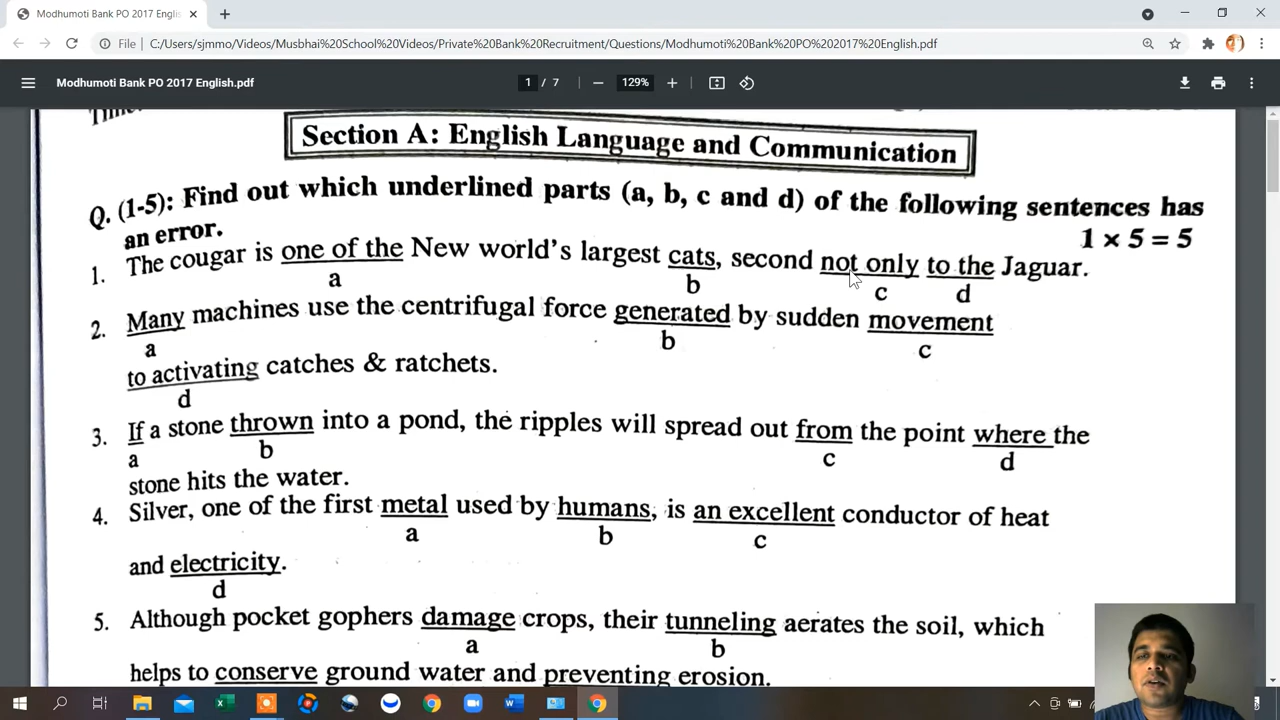 Modhumoti Bank PO 2017 English
File C:/Users/sjmmo/Videos/Musbhai%20School%20Videos/Private%20Bank%20Recruitment/Questions/Modhumoti%20Bank%20PO%202017%20English.pdf
Modhumoti Bank PO 2017 English.pdf
1 / 7
129%
Section A: English Language and Communication
Q. (1-5): Find out which underlined parts (a, b, c and d) of the following sentences has
an error.
1 × 5 = 5
1. The cougar is one of the New world's largest cats, second not only to the Jaguar.
a b c d
2. Many machines use the centrifugal force generated by sudden movement
a b c
to activating catches & ratchets.
d
3. If a stone thrown into a pond, the ripples will spread out from the point where the
a b c d
stone hits the water.
4. Silver, one of the first metal used by humans, is an excellent conductor of heat
a b c
and electricity.
d
5. Although pocket gophers damage crops, their tunneling aerates the soil, which
a b
helps to conserve ground water and preventing erosion.